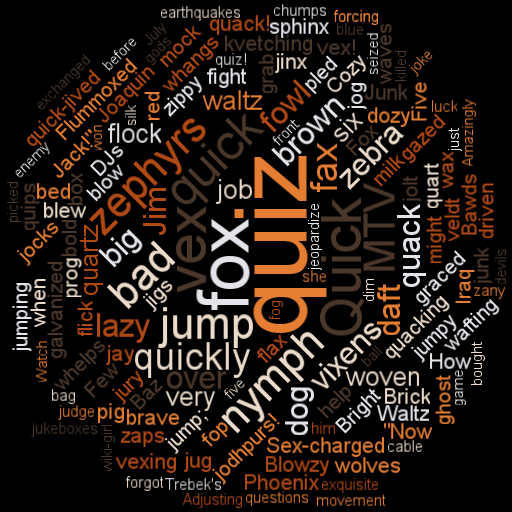 earthquakes
chumps
forcing
quack!
sphinx
blue
July
gods
mock
kvetching
vex!
waves
before
whangs
quiz!
jinx
grab
seized
joke
exchanged
Flummoxed
Joaquin
zippy
fight
pled
Cozy
Junk
killed
quick-jived
red
waltz
fowl
log
Five
luck
won
silk
flock
front
brown
six
dozy
gazed
Amazingly
Jack!
zephyrs
quick
fax
zebra
milk
just
enemy
DJs
box
blow
job
quiz
fox
jolt
quart
wax
bed
picked
blew
gold
Jim
vex
fox.
Quick
MTV
quack
might
veldt
Bawds
driven
jocks
quips
big
bad
jeopardize
she
dim
graced
Iraq
junk
devils
jumping
when
prog
quartz
jigs
fog
daft
quacking
wafting
zany
galvanized
flick
lazy
jump
nymph
vixens
ball
jumpy
How
bought
Watch
whelps
jay
quickly
flax
woven
ghost
game
Few
over
five
dog
help
Brick
bag
jury
Baz
very
Bright
Waltz
judge
pig
brave
jump;
fop
jodhpurs!
him
"Now
jukeboxes
zaps
Sex-charged
cable
wiki-girl
vexing
jug
Blowzy
wolves
forgot
Trebek's
Phoenix
exquisite
Adjusting
questions
movement